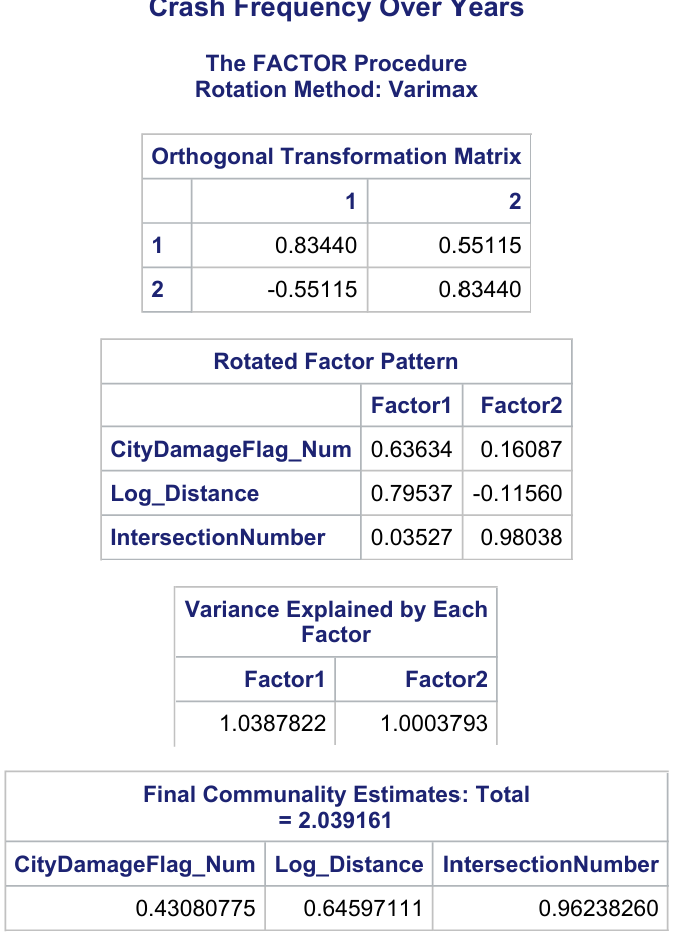 Crash Frequency Over Years
The FACTOR Procedure
Rotation Method: Varimax
Orthogonal Transformation Matrix
1 2
1 0.83440 0.55115
2 -0.55115 0.83440
Rotated Factor Pattern
Factor1 Factor2
CityDamageFlag_Num 0.63634 0.16087
Log_Distance 0.79537 -0.11560
IntersectionNumber 0.03527 0.98038
Variance Explained by Each
Factor
Factor1 Factor2
1.0387822 1.0003793
Final Communality Estimates: Total
= 2.039161
CityDamageFlag_Num Log_Distance IntersectionNumber
0.43080775 0.64597111 0.96238260